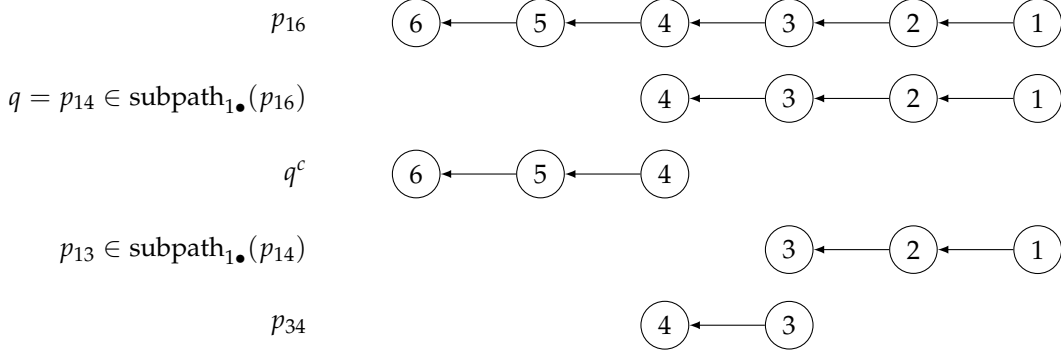 p₁₆ 6 5 4 3 2 1
q = p₁₄ ∈ subpath₁•(p₁₆) 4 3 2 1
qᶜ 6 5 4
p₁₃ ∈ subpath₁•(p₁₄) 3 2 1
p₃₄ 4 3